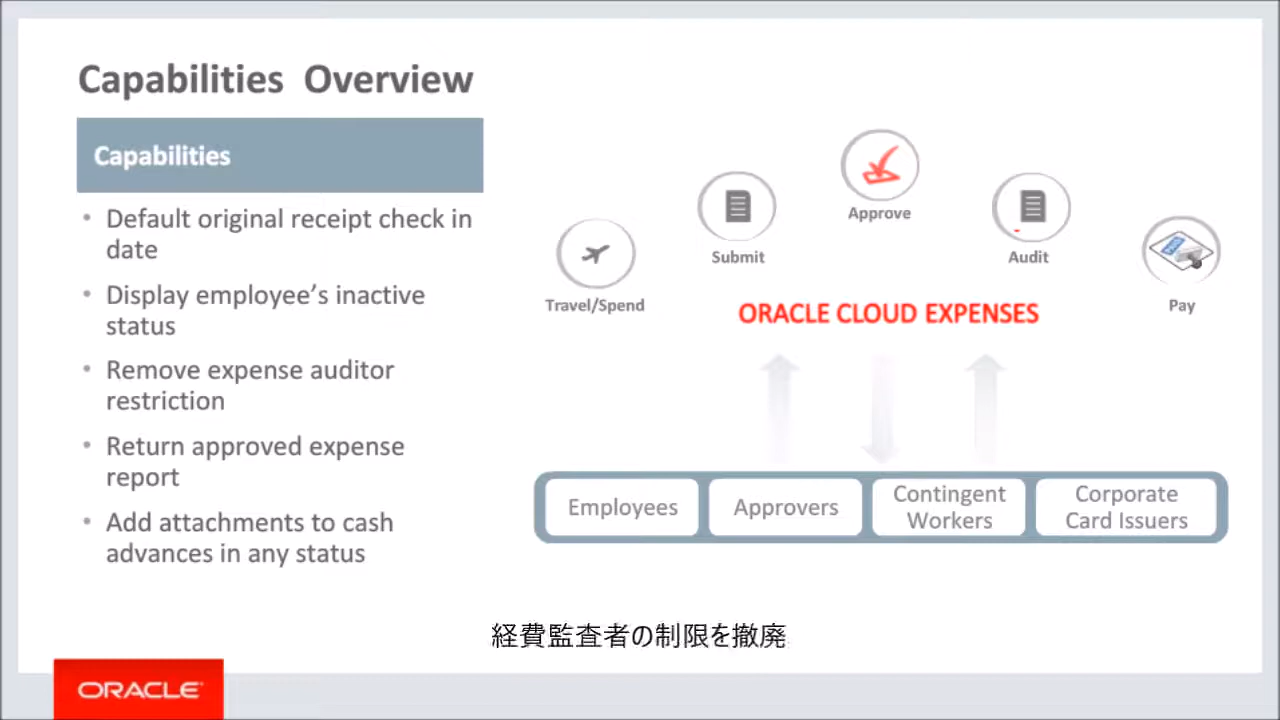 Capabilities Overview
Capabilities
• Default original receipt check in
date
• Display employee's inactive
status
• Remove expense auditor
restriction
• Return approved expense
report
• Add attachments to cash
advances in any status
Travel/Spend
Submit
Approve
Audit
Pay
ORACLE CLOUD EXPENSES
Employees
Approvers
Contingent
Workers
Corporate
Card Issuers
経費監査者の制限を撤廃
ORACLE